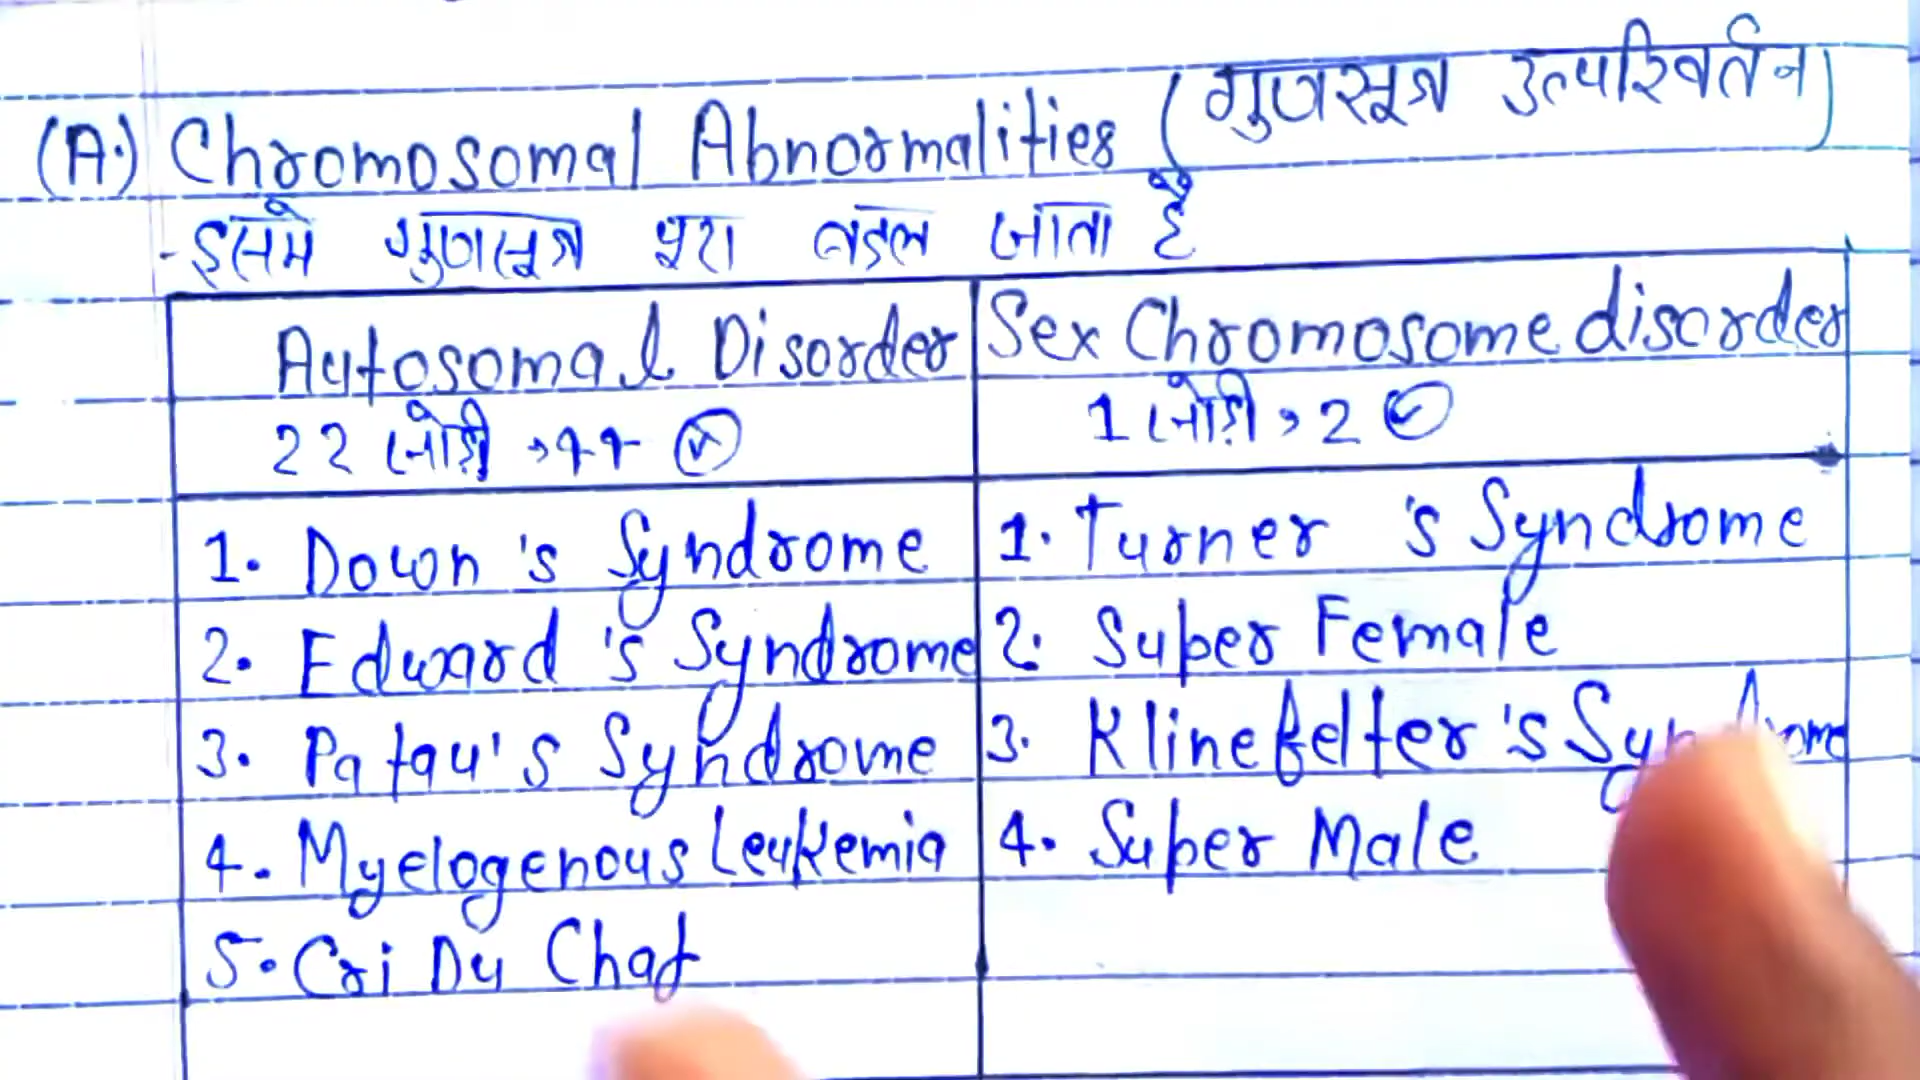 (A.) Chromosomal Abnormalities (गुणसूत्र उत्परिवर्तन)
- इसमे गुणसूत्र पूरा बदल जाता है
Autosomal Disorder
22 जोड़ी → 44
Sex Chromosome disorder
1 जोड़ी → 2
1. Down's Syndrome
2. Edward's Syndrome
3. Patau's Syndrome
4. Myelogenous Leukemia
5. Cri Du Chat
1. Turner's Syndrome
2. Super Female
3. Klinefelter's Syndrome
4. Super Male